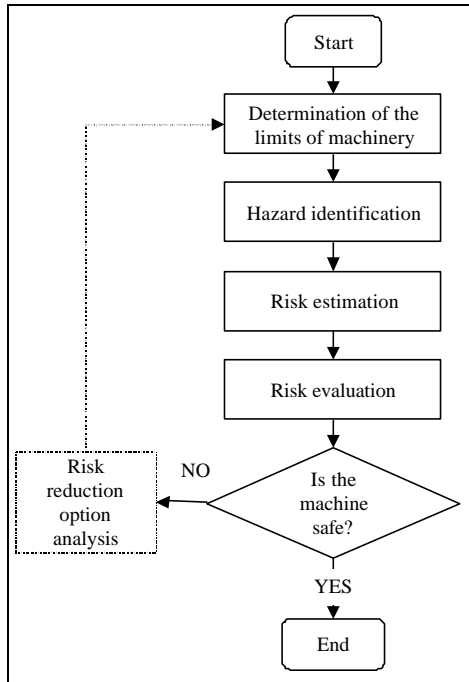 Start
Determination of the
limits of machinery
Hazard identification
Risk estimation
Risk evaluation
Is the
machine
safe?
NO
Risk
reduction
option
analysis
YES
End